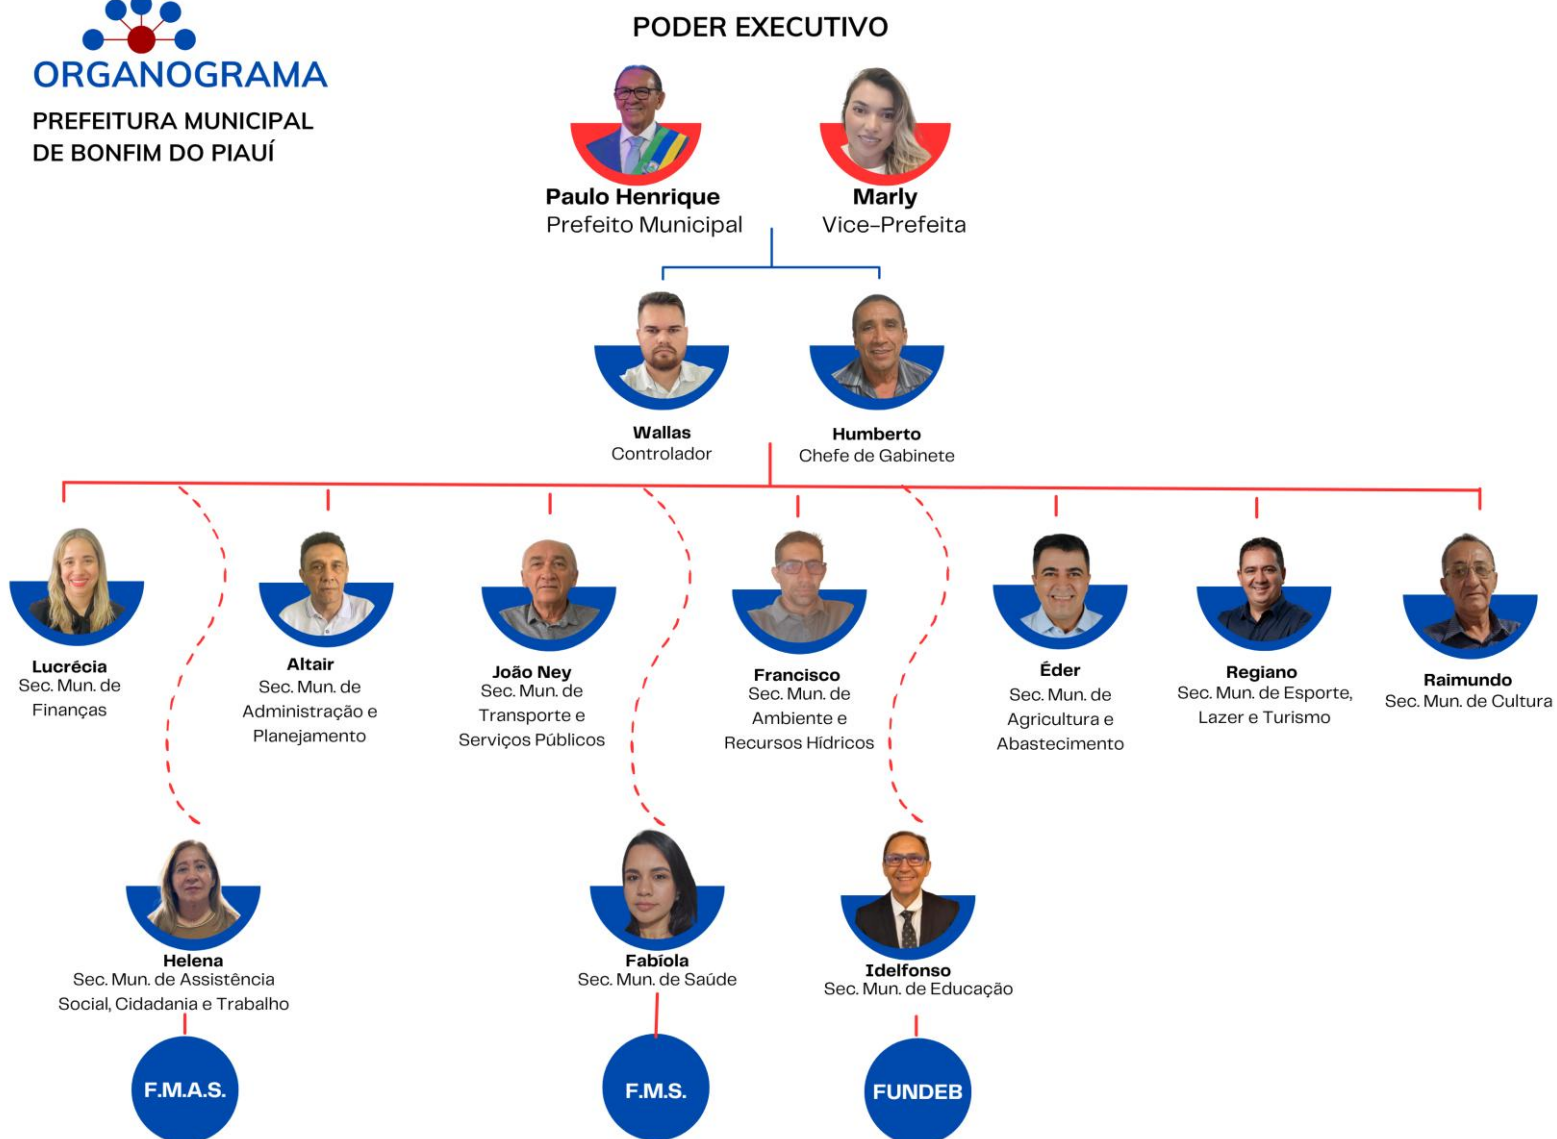 ORGANOGRAMA
PREFEITURA MUNICIPAL
DE BONFIM DO PIAUÍ
PODER EXECUTIVO
Paulo Henrique
Prefeito Municipal
Marly
Vice-Prefeita
Wallas
Controlador
Humberto
Chefe de Gabinete
Lucrécia
Sec. Mun. de
Finanças
Altair
Sec. Mun. de
Administração e
Planejamento
João Ney
Sec. Mun. de
Transporte e
Serviços Públicos
Francisco
Sec. Mun. de
Ambiente e
Recursos Hídricos
Éder
Sec. Mun. de
Agricultura e
Abastecimento
Regiano
Sec. Mun. de Esporte,
Lazer e Turismo
Raimundo
Sec. Mun. de Cultura
Helena
Sec. Mun. de Assistência
Social, Cidadania e Trabalho
Fabíola
Sec. Mun. de Saúde
Idelfonso
Sec. Mun. de Educação
F.M.A.S.
F.M.S.
FUNDEB